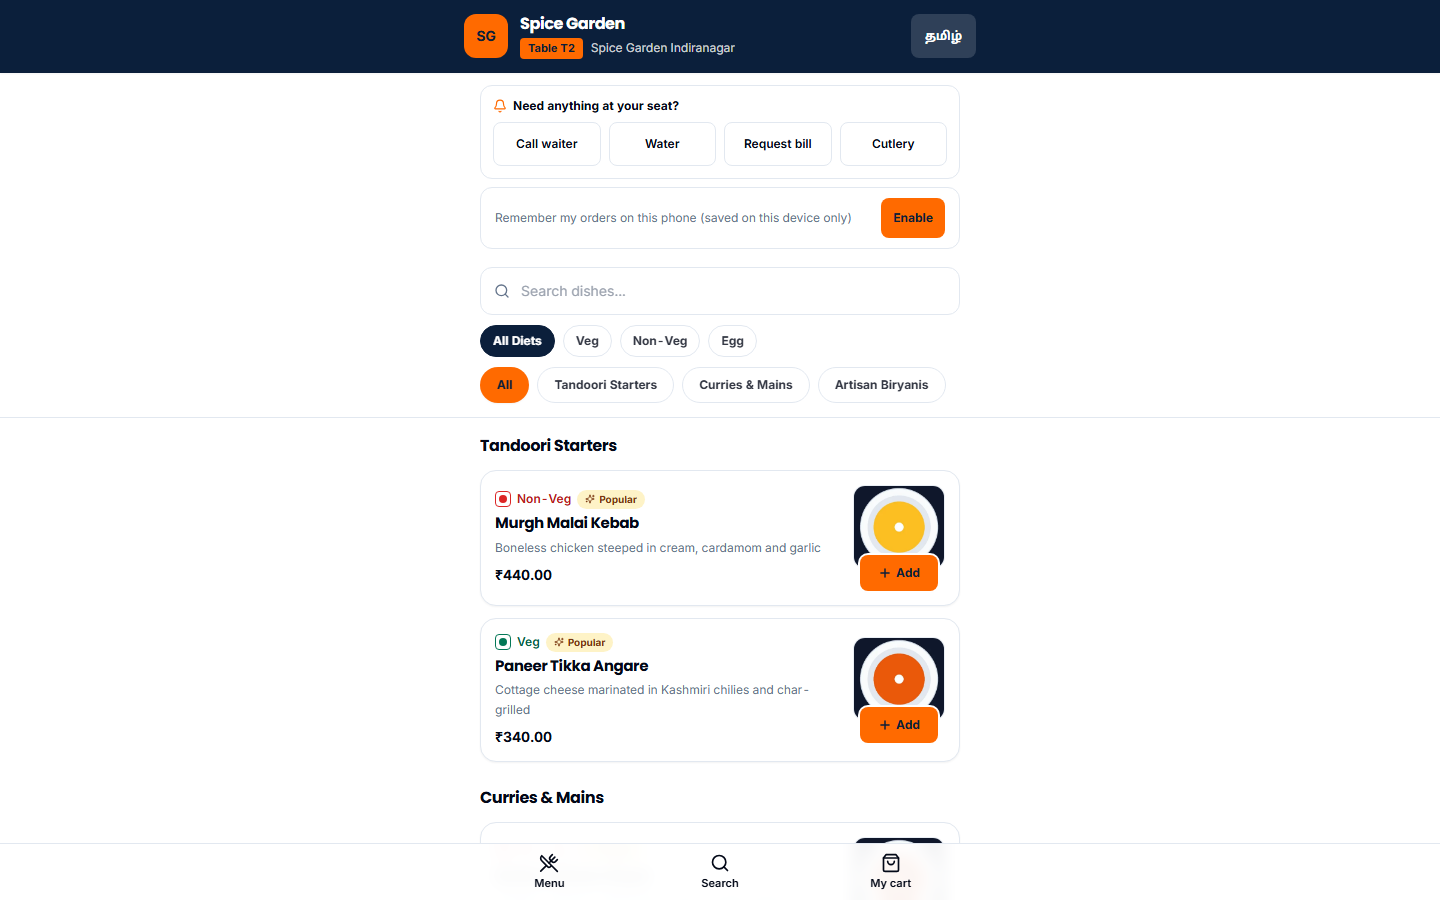 SG
Spice Garden
Table T2
Spice Garden Indiranagar
தமிழ்
Need anything at your seat?
Call waiter
Water
Request bill
Cutlery
Remember my orders on this phone (saved on this device only)
Enable
Search dishes...
All Diets
Veg
Non-Veg
Egg
All
Tandoori Starters
Curries & Mains
Artisan Biryanis
Tandoori Starters
Non-Veg
Popular
Murgh Malai Kebab
Boneless chicken steeped in cream, cardamom and garlic
₹440.00
+ Add
Veg
Popular
Paneer Tikka Angare
Cottage cheese marinated in Kashmiri chilies and char-
grilled
₹340.00
+ Add
Curries & Mains
Menu
Search
My cart